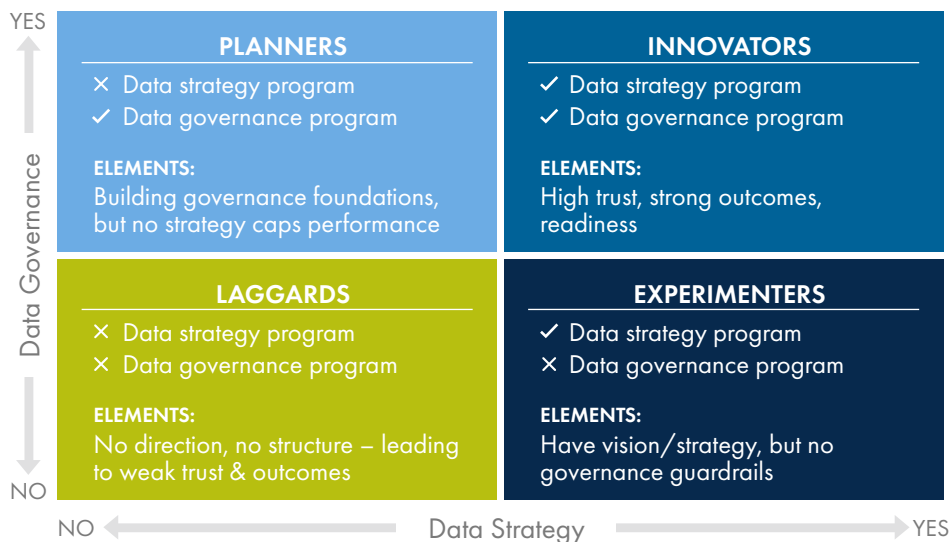 YES
Data Governance
NO
PLANNERS
✕ Data strategy program
✓ Data governance program
ELEMENTS:
Building governance foundations,
but no strategy caps performance
INNOVATORS
✓ Data strategy program
✓ Data governance program
ELEMENTS:
High trust, strong outcomes,
readiness
LAGGARDS
✕ Data strategy program
✕ Data governance program
ELEMENTS:
No direction, no structure – leading
to weak trust & outcomes
EXPERIMENTERS
✓ Data strategy program
✕ Data governance program
ELEMENTS:
Have vision/strategy, but no
governance guardrails
NO
Data Strategy
YES